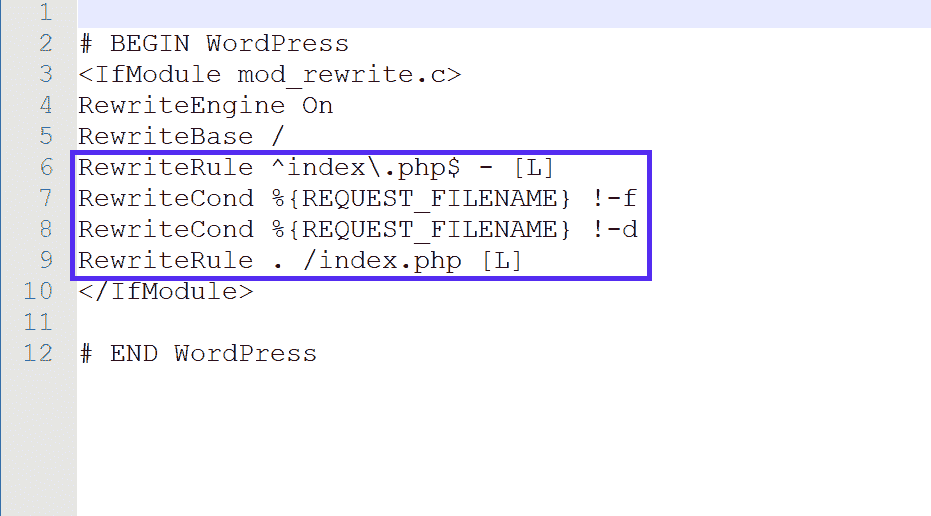 1
2 # BEGIN WordPress
3 <IfModule mod_rewrite.c>
4 RewriteEngine On
5 RewriteBase /
6 RewriteRule ^index\.php$ - [L]
7 RewriteCond %{REQUEST_FILENAME} !-f
8 RewriteCond %{REQUEST_FILENAME} !-d
9 RewriteRule . /index.php [L]
10 </IfModule>
11
12 # END WordPress